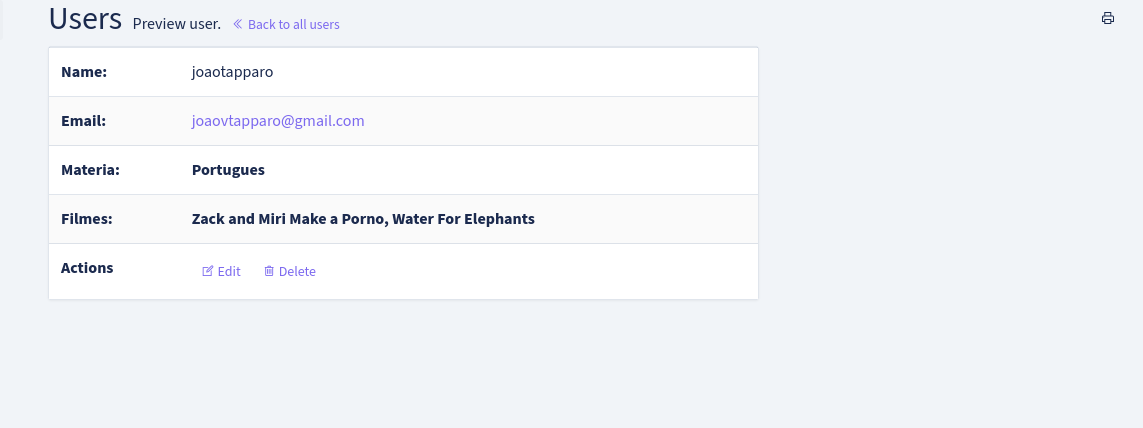 Users Preview user. « Back to all users
Name: joaotapparo
Email: joaovtapparo@gmail.com
Materia: Portugues
Filmes: Zack and Miri Make a Porno, Water For Elephants
Actions Edit Delete